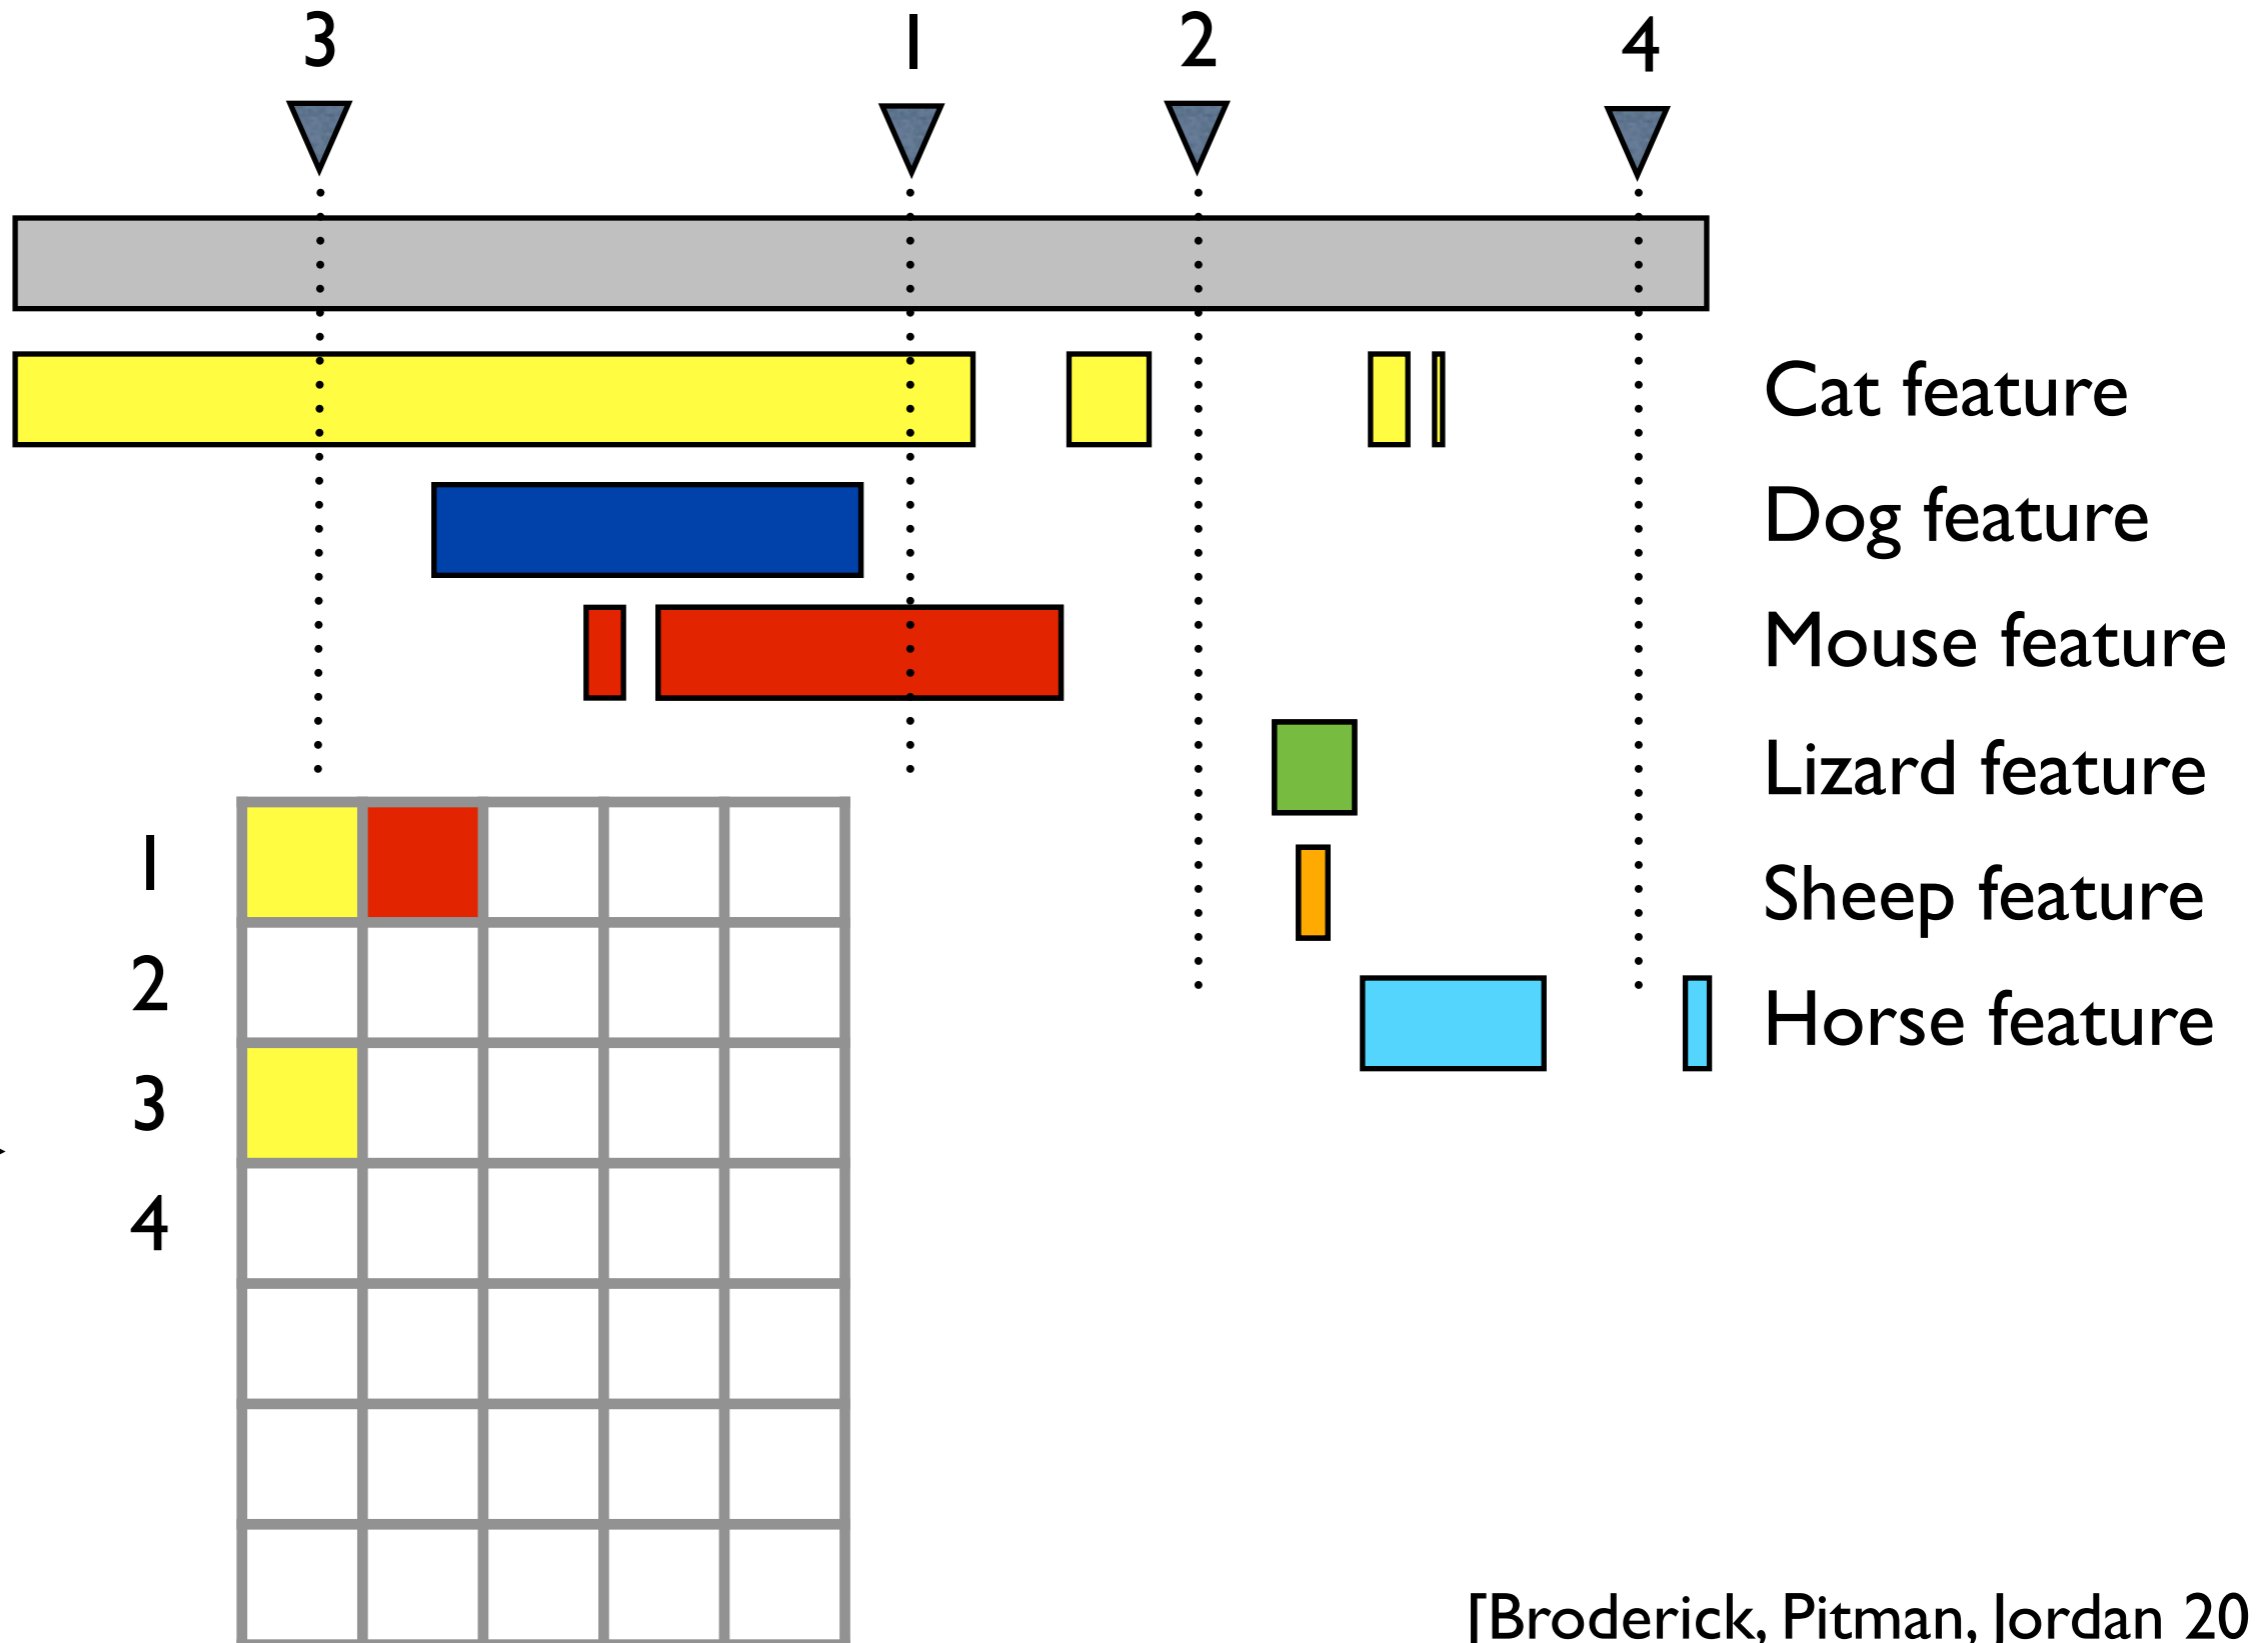 3 1 2 4
Cat feature
Dog feature
Mouse feature
Lizard feature
1
Sheep feature
2
Horse feature
3
4
[Broderick, Pitman, Jordan 20